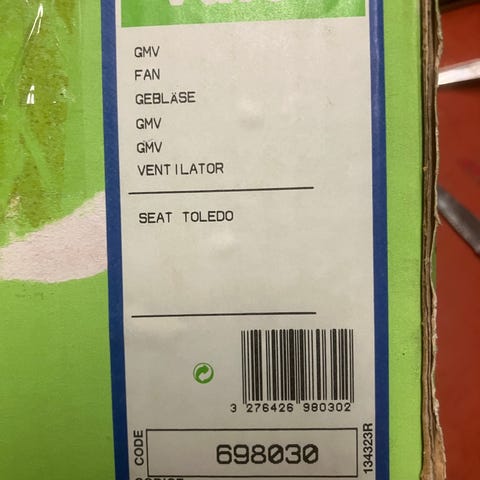 GMV
FAN
GEBLÄSE
GMV
GMV
VENTILATOR
SEAT TOLEDO
3 276426 980302
CODE
698030
134323R